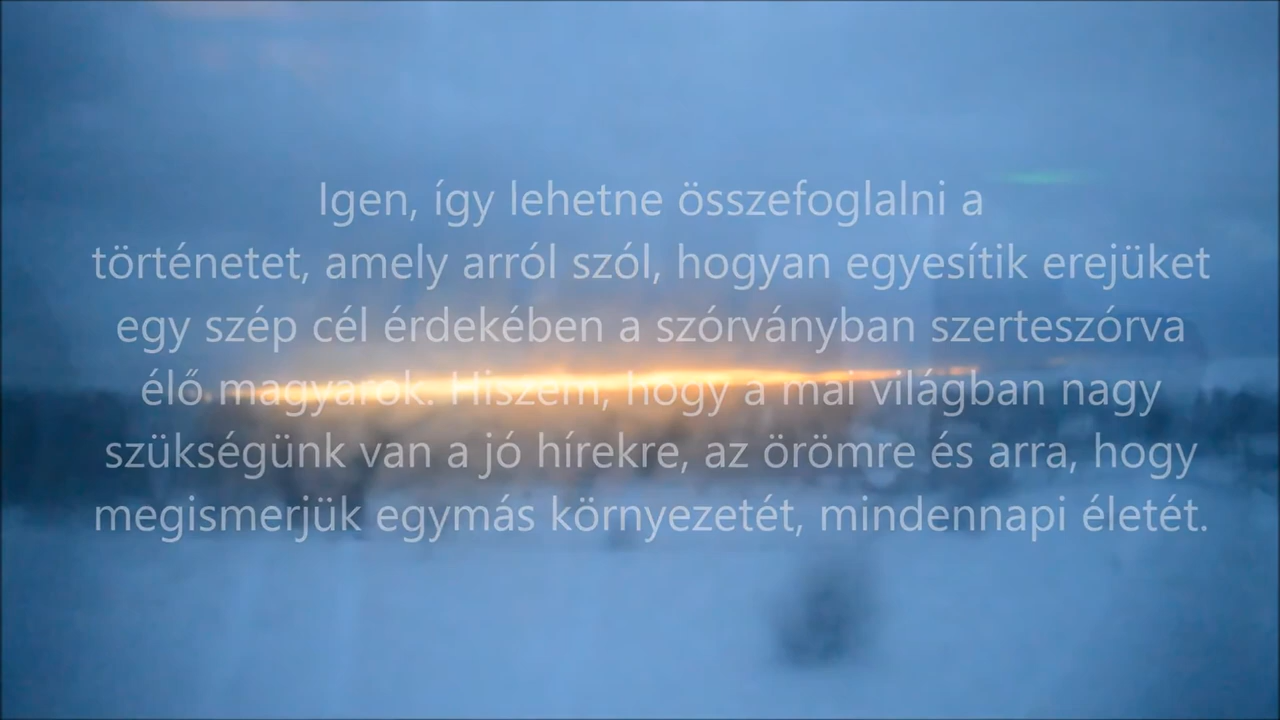 Igen, így lehetne összefoglalni a
történetet, amely arról szól, hogyan egyesítik erejüket
egy szép cél érdekében a szórványban szerteszórva
élő magyarok. Hiszem, hogy a mai világban nagy
szükségünk van a jó hírekre, az örömre és arra, hogy
megismerjük egymás környezetét, mindennapi életét.